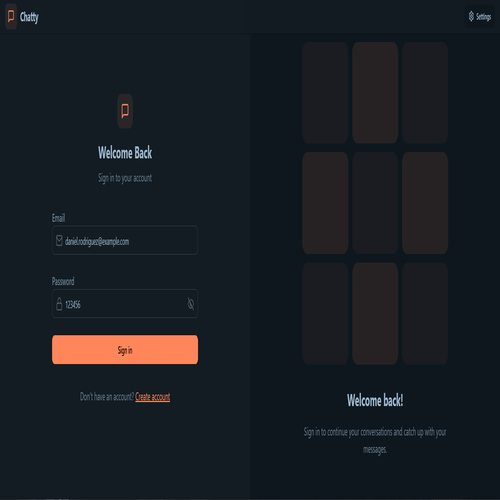 Chatty
Settings
Welcome Back
Sign in to your account
Email
daniel.rodriguez@example.com
Password
123456
Sign in
Don't have an account? Create account
Welcome back!
Sign in to continue your conversations and catch up with your
messages.